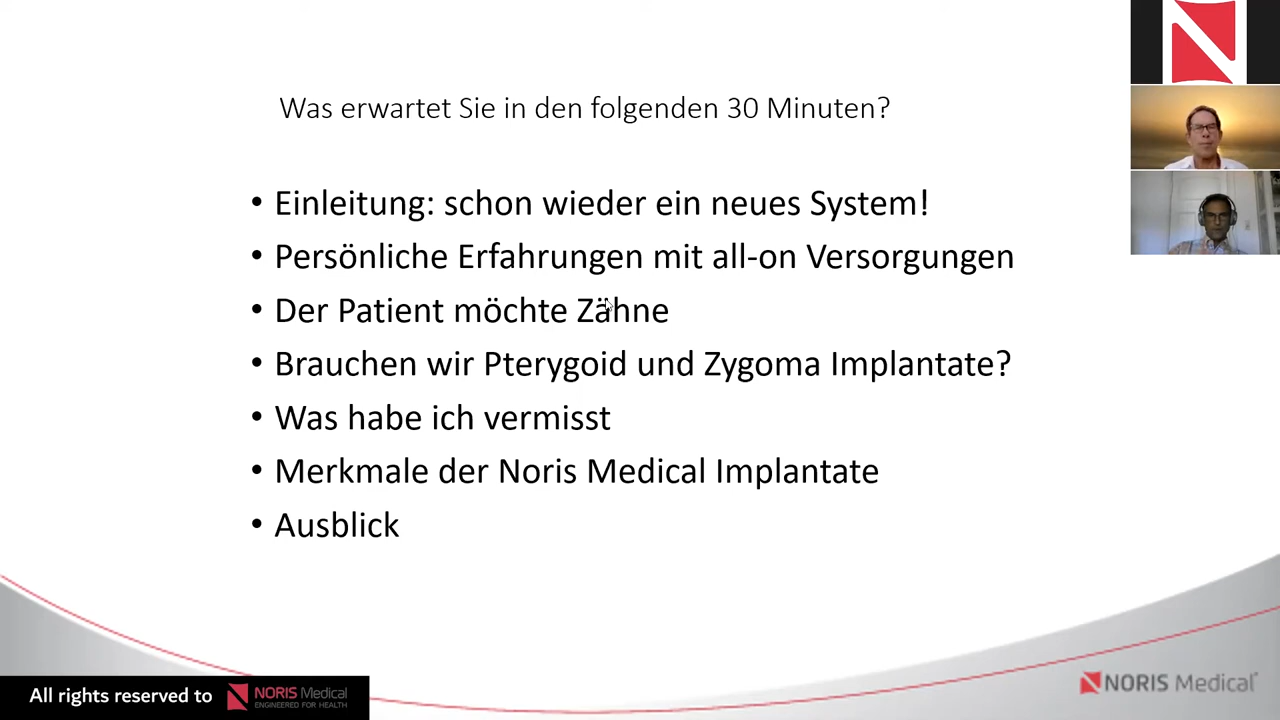 Was erwartet Sie in den folgenden 30 Minuten?
• Einleitung: schon wieder ein neues System!
• Persönliche Erfahrungen mit all-on Versorgungen
• Der Patient möchte Zähne
• Brauchen wir Pterygoid und Zygoma Implantate?
• Was habe ich vermisst
• Merkmale der Noris Medical Implantate
• Ausblick
All rights reserved to NORIS Medical
ENGINEERED FOR HEALTH
NORIS Medical